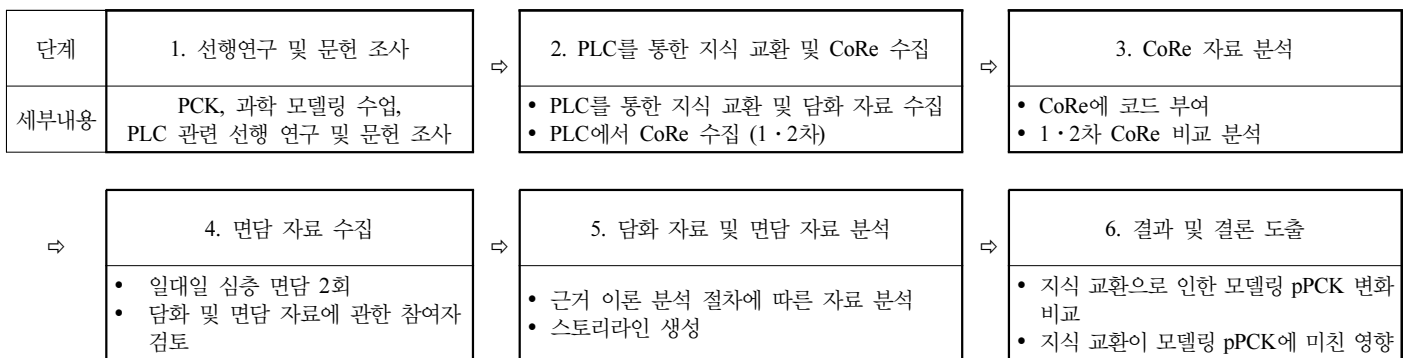 단계
1. 선행연구 및 문헌 조사
⇨
2. PLC를 통한 지식 교환 및 CoRe 수집
⇨
3. CoRe 자료 분석
세부내용
PCK, 과학 모델링 수업,
PLC 관련 선행 연구 및 문헌 조사
• PLC를 통한 지식 교환 및 담화 자료 수집
• PLC에서 CoRe 수집 (1・2차)
• CoRe에 코드 부여
• 1・2차 CoRe 비교 분석
⇨
4. 면담 자료 수집
⇨
5. 담화 자료 및 면담 자료 분석
⇨
6. 결과 및 결론 도출
• 일대일 심층 면담 2회
• 담화 및 면담 자료에 관한 참여자
검토
• 근거 이론 분석 절차에 따른 자료 분석
• 스토리라인 생성
• 지식 교환으로 인한 모델링 pPCK 변화
비교
• 지식 교환이 모델링 pPCK에 미친 영향